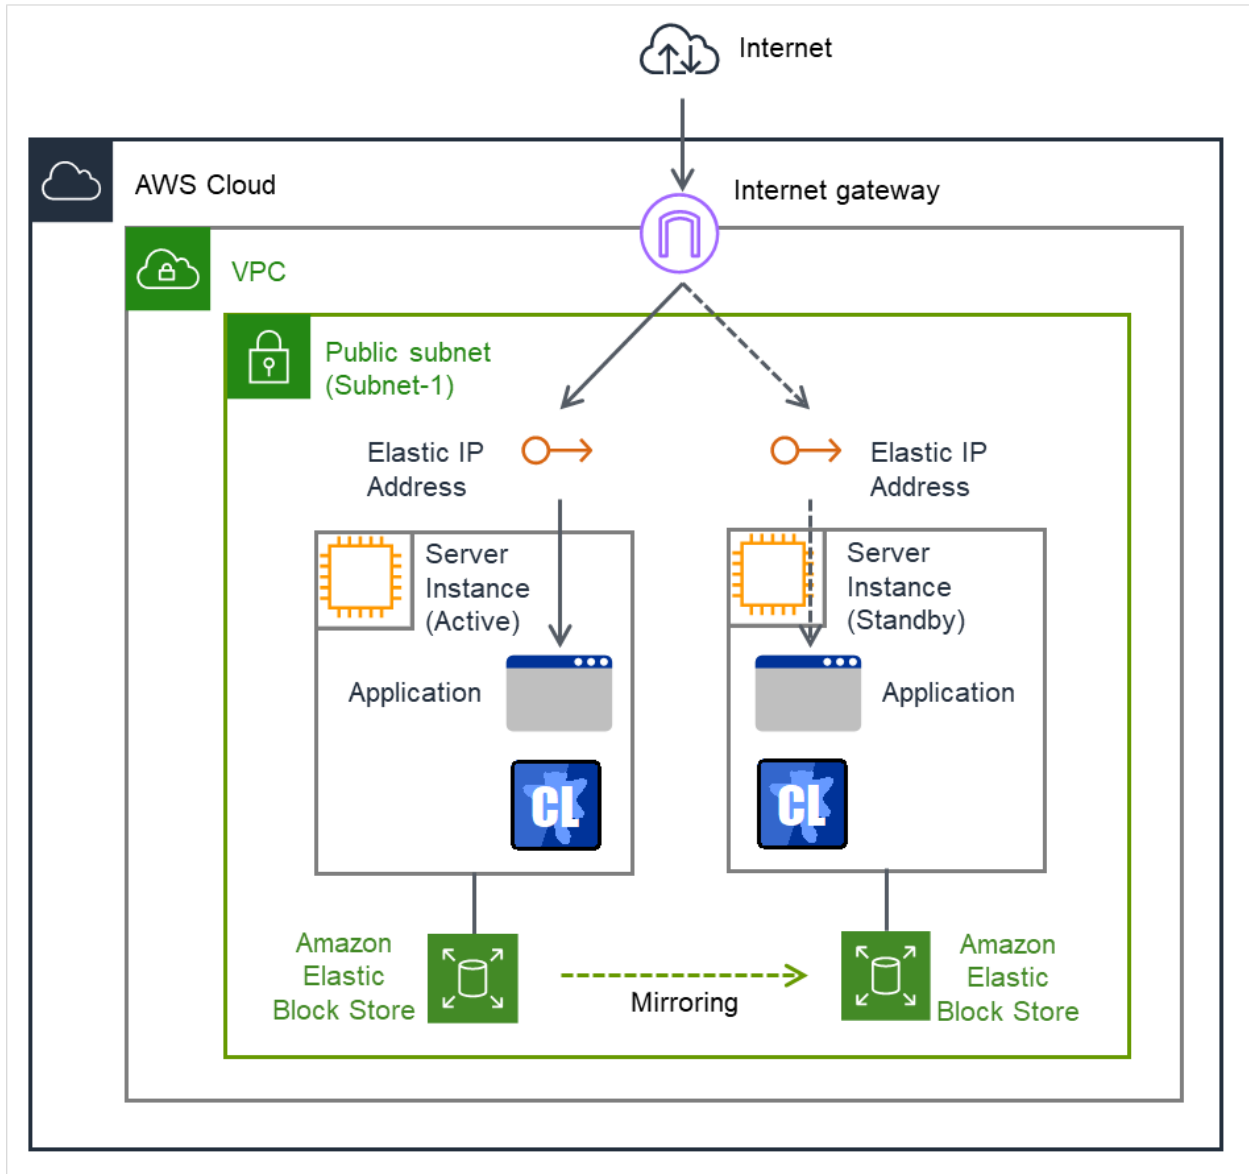 Internet
AWS Cloud
Internet gateway
VPC
Public subnet
(Subnet-1)
Elastic IP
Address
Elastic IP
Address
Server
Instance
(Active)
Server
Instance
(Standby)
Application
Application
CL
CL
Amazon
Elastic
Block Store
Mirroring
Amazon
Elastic
Block Store